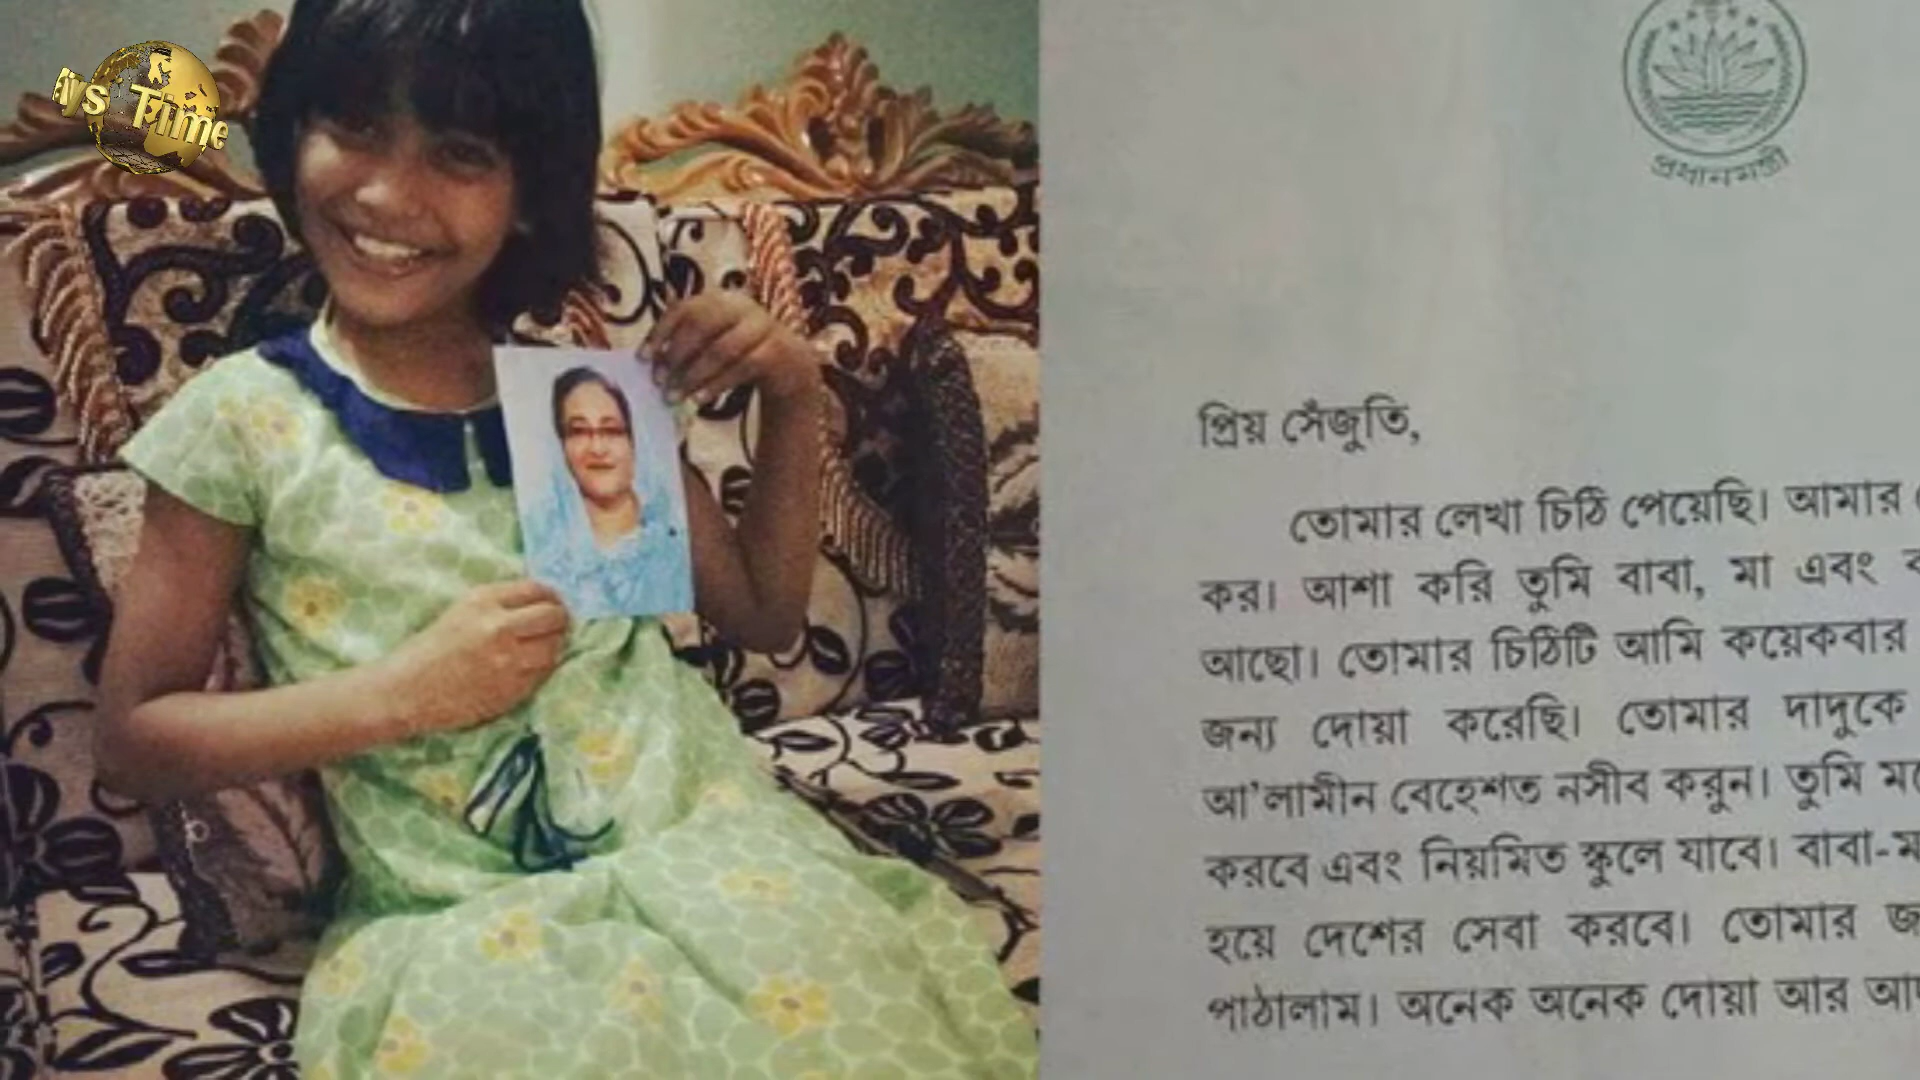 Time
প্রধানমন্ত্রী
প্রিয় সেঁজুতি,
তোমার লেখা চিঠি পেয়েছি। আমার
কর। আশা করি তুমি বাবা, মা এবং
আছো। তোমার চিঠিটি আমি কয়েকবার
জন্য দোয়া করেছি। তোমার দাদুকে
আ'লামীন বেহেশত নসীব করুন। তুমি
করবে এবং নিয়মিত স্কুলে যাবে। বাবা-
হয়ে দেশের সেবা করবে। তোমার
পাঠালাম। অনেক অনেক দোয়া আর